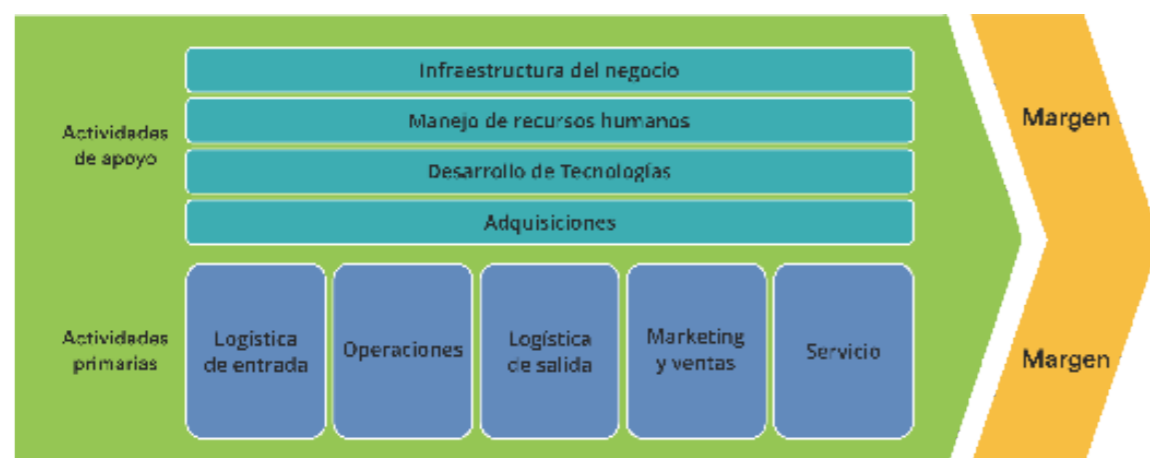 Infraestructura del negocio
Manejo de recursos humanos
Actividades
de apoyo
Desarrollo de Tecnologías
Adquisiciones
Margen
Actividades
primarias
Logística
de entrada
Operaciones
Logística
de salida
Marketing
y ventas
Servicio
Margen